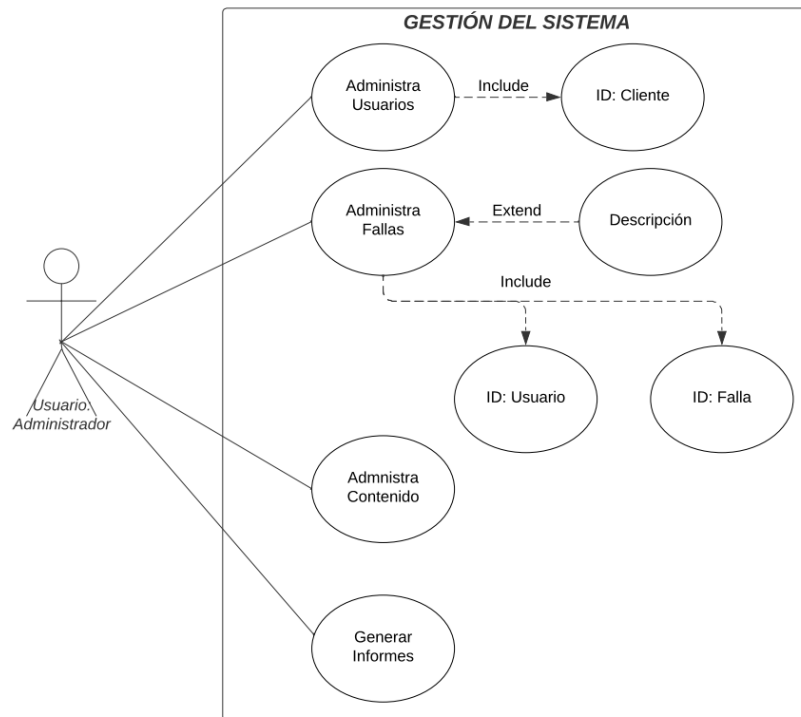 GESTIÓN DEL SISTEMA
Administra
Usuarios
Include
ID: Cliente
Administra
Fallas
Extend
Descripción
Include
ID: Usuario
ID: Falla
Usuario:
Administrador
Admnistra
Contenido
Generar
Informes